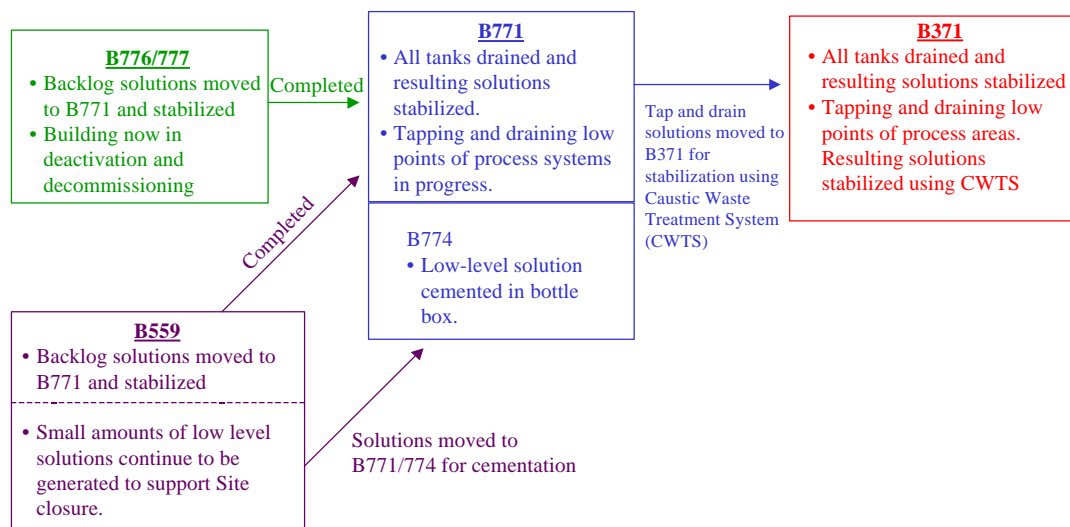 B776/777
• Backlog solutions moved
to B771 and stabilized
• Building now in
deactivation and
decommissioning
Completed
B771
• All tanks drained and
resulting solutions
stabilized.
• Tapping and draining low
points of process systems
in progress.
B774
• Low-level solution
cemented in bottle
box.
Tap and drain
solutions moved to
B371 for
stabilization using
Caustic Waste
Treatment System
(CWTS)
B371
• All tanks drained and
resulting solutions
stabilized
• Tapping and draining low
points of process areas.
Resulting solutions
stabilized using CWTS
Completed
B559
• Backlog solutions moved to
B771 and stabilized
• Small amounts of low level
solutions continue to be
generated to support Site
closure.
Solutions moved to
B771/774 for cementation